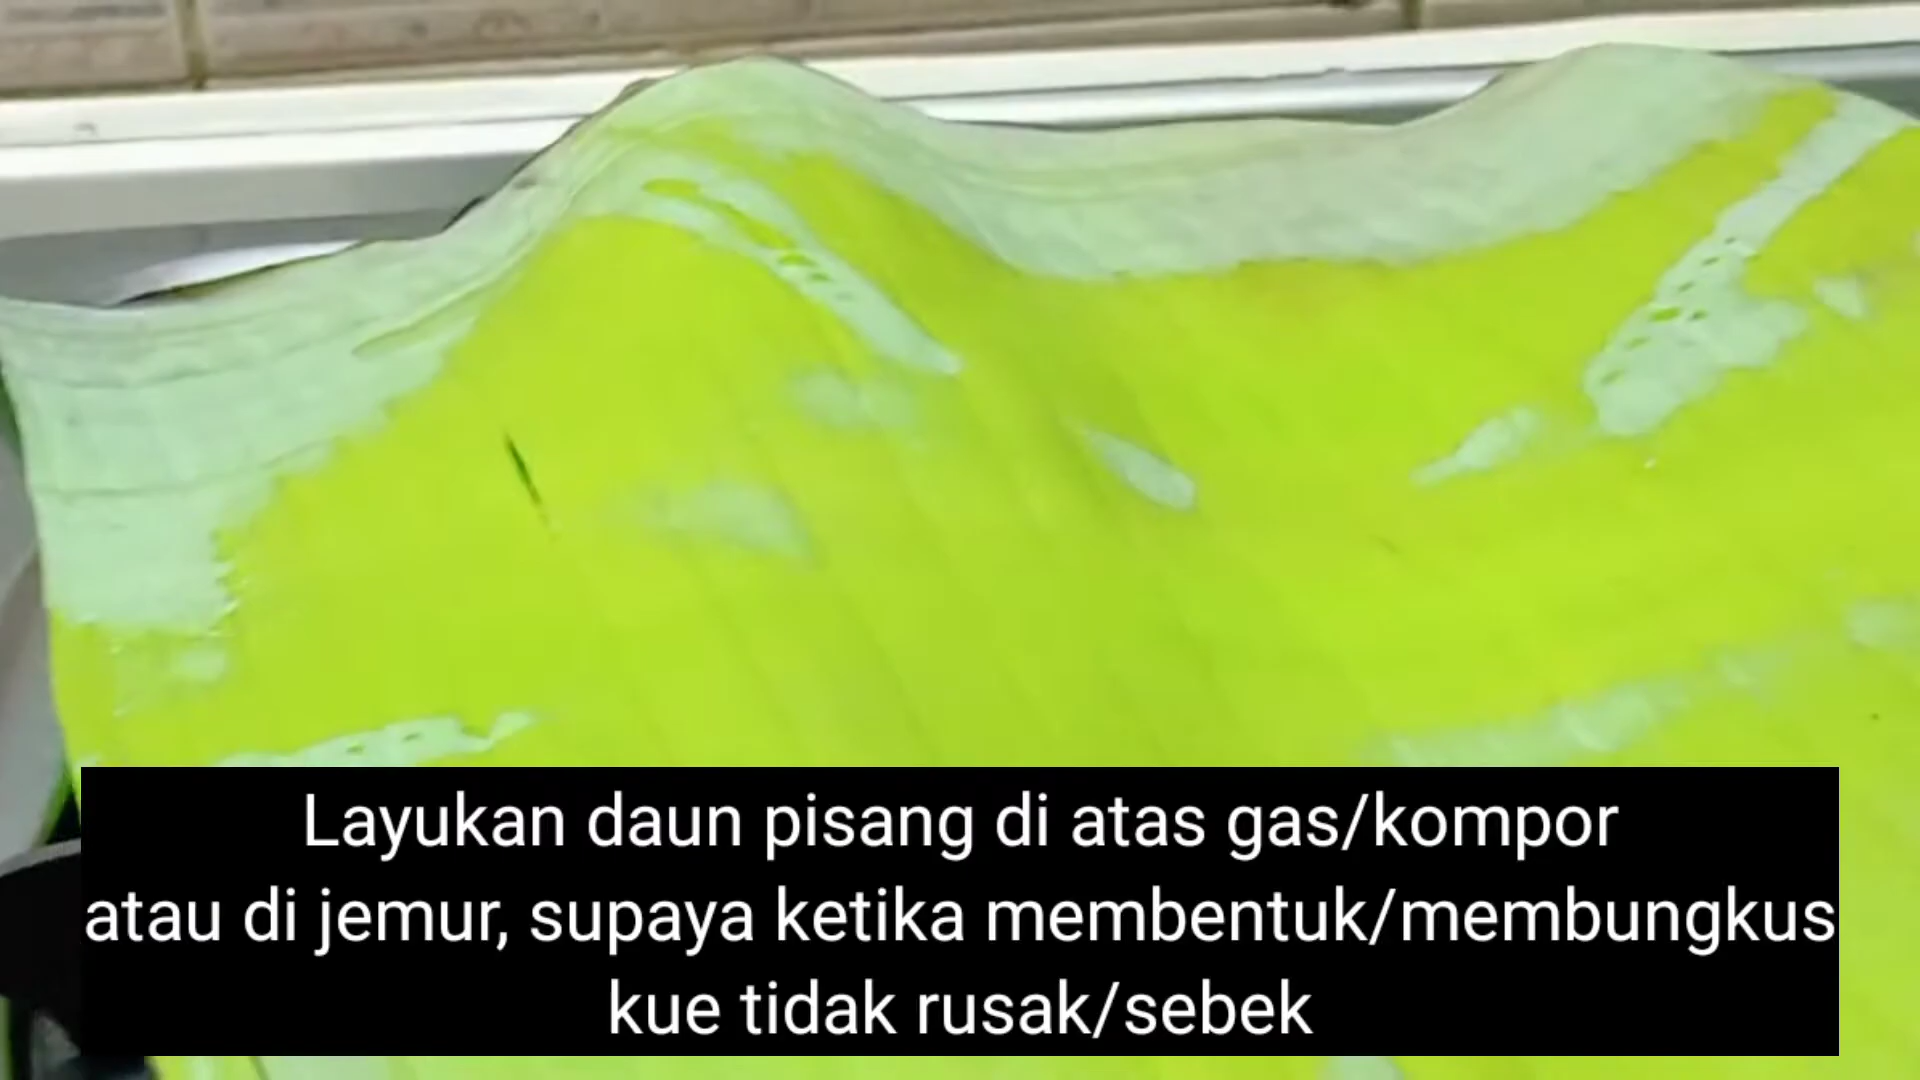 Layukan daun pisang di atas gas/kompor
atau di jemur, supaya ketika membentuk/membungkus
kue tidak rusak/sebek